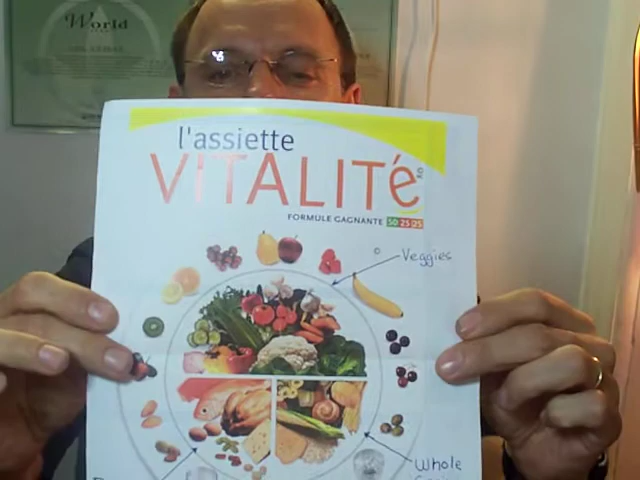 World
l'assiette
VITALITé
FORMULE GAGNANTE 50 25 25
Veggies
Whole